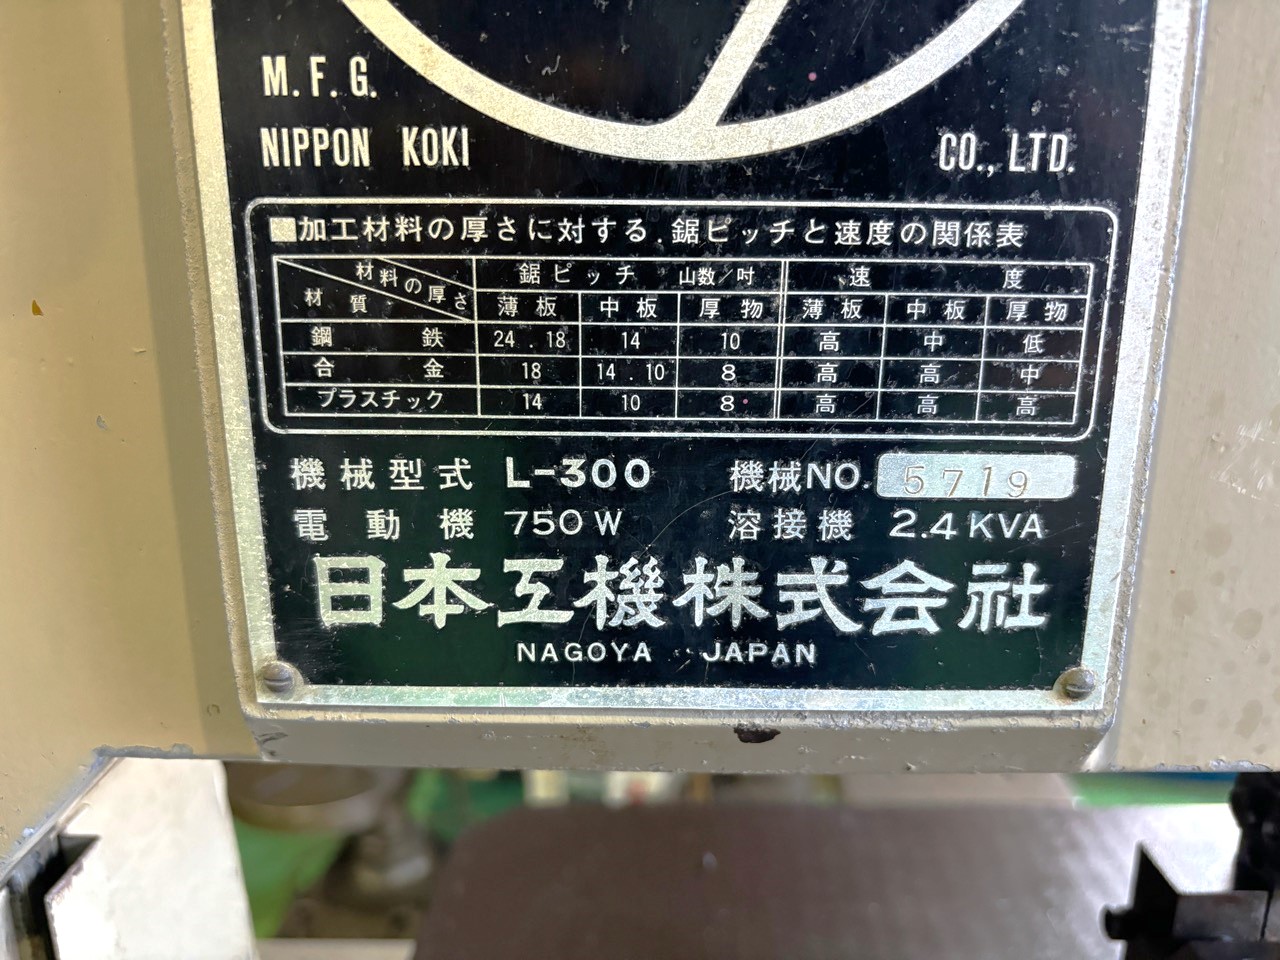 M.F.G.
NIPPON KOKI CO.,LTD.
■加工材料の厚さに対する.鋸ピッチと速度の関係表
材料の厚さ 鋸ピッチ 山数/吋 速度
材質 薄板 中板 厚物 薄板 中板 厚物
鋼鉄 24.18 14 10 高 中 低
合金 18 14.10 8 高 高 中
プラスチック 14 10 8 高 高 高
機械型式 L-300 機械NO. 5719
電動機 750W 溶接機 2.4KVA
日本工機株式会社
NAGOYA JAPAN